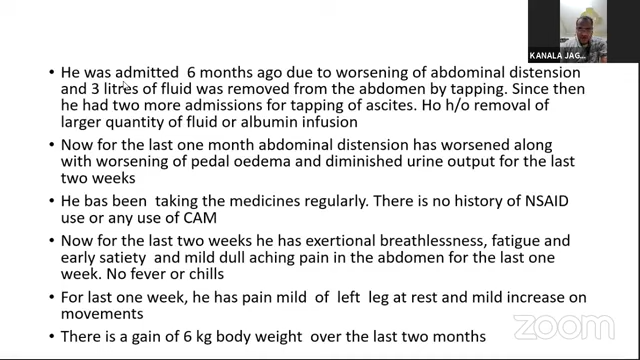 KANALA JAG...
• He was admitted  6 months ago due to worsening of abdominal distension
and 3 litres of fluid was removed from the abdomen by tapping. Since then
he had two more admissions for tapping of ascites. Ho h/o removal of
larger quantity of fluid or albumin infusion
• Now for the last one month abdominal distension has worsened along
with worsening of pedal oedema and diminished urine output for the last
two weeks
• He bas been  taking the medicines regularly. There is no history of NSAID
use or any use of CAM
• Now for the last two weeks he has exertional breathlessness, fatigue and
early satiety  and mild dull aching pain in the abdomen for the last one
week. No fever or chills
• For last one week, he has pain mild  of  left  leg at rest and mild increase on
movements
• There is a gain of 6 kg body weight  over the last two months
zoom